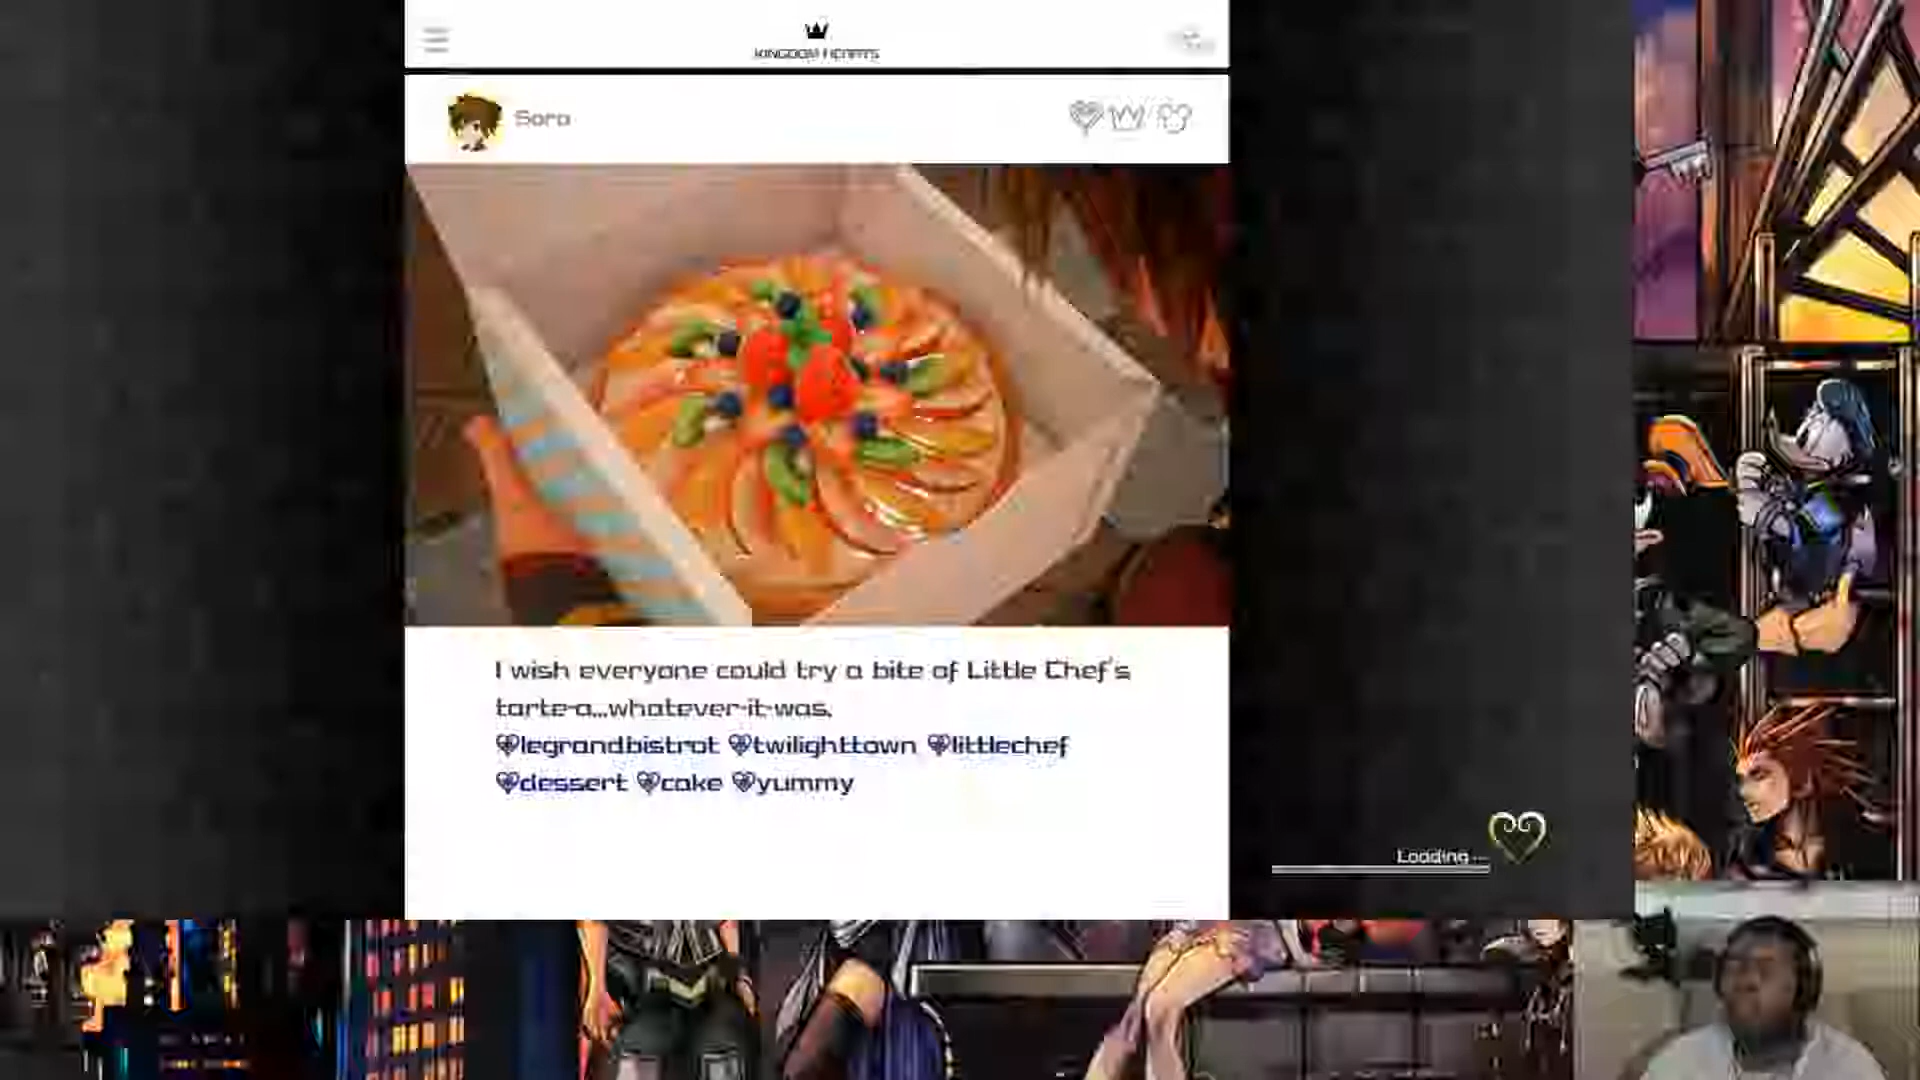 KINGDOM HEARTS
Sora
I wish everyone could try a bite of Little Chef's
tarte-a...whatever-it-was.
legrandbistrot twilighttown littlechef
dessert cake yummy
Loading...